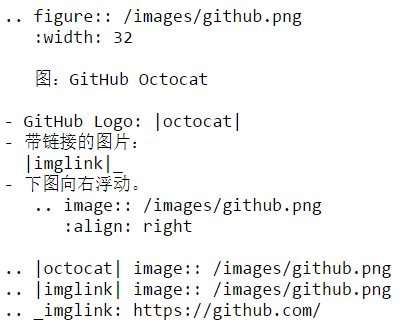 .. figure:: /images/github.png
   :width: 32

   图：GitHub Octocat

- GitHub Logo: |octocat|
- 带链接的图片：
  |imglink|_
- 下图向右浮动。
   .. image:: /images/github.png
      :align: right

.. |octocat| image:: /images/github.png
.. |imglink| image:: /images/github.png
.. _imglink: https://github.com/